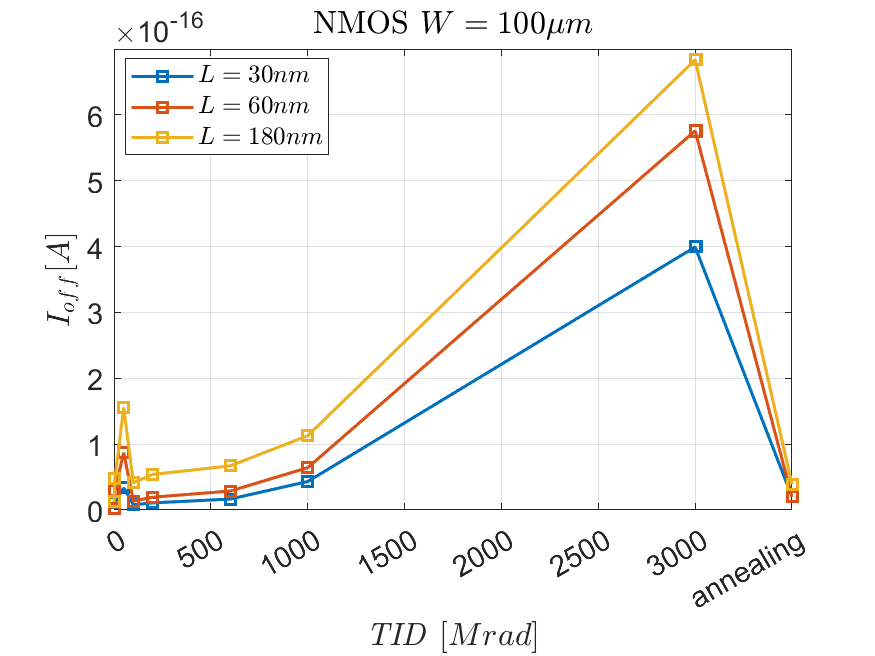 ×10-16
NMOS W = 100μm
L = 30nm
L = 60nm
L = 180nm
6
5
4
3
2
1
0
Ioff[A]
0
500
1000
1500
2000
2500
3000
annealing
TID [Mrad]